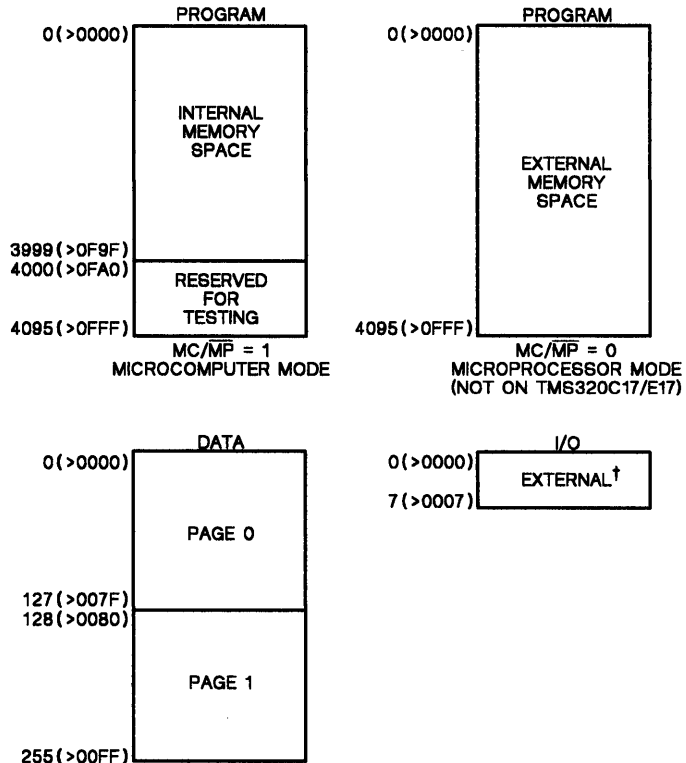 PROGRAM
0(>0000)
INTERNAL
MEMORY
SPACE
3999(>0F9F)
4000(>0FA0)
RESERVED
FOR
TESTING
4095(>0FFF)
MC/M̅P̅ = 1
MICROCOMPUTER MODE
PROGRAM
0(>0000)
EXTERNAL
MEMORY
SPACE
4095(>0FFF)
MC/M̅P̅ = 0
MICROPROCESSOR MODE
(NOT ON TMS320C17/E17)
DATA
0(>0000)
PAGE 0
127(>007F)
128(>0080)
PAGE 1
255(>00FF)
I/O
0(>0000)
EXTERNAL†
7(>0007)